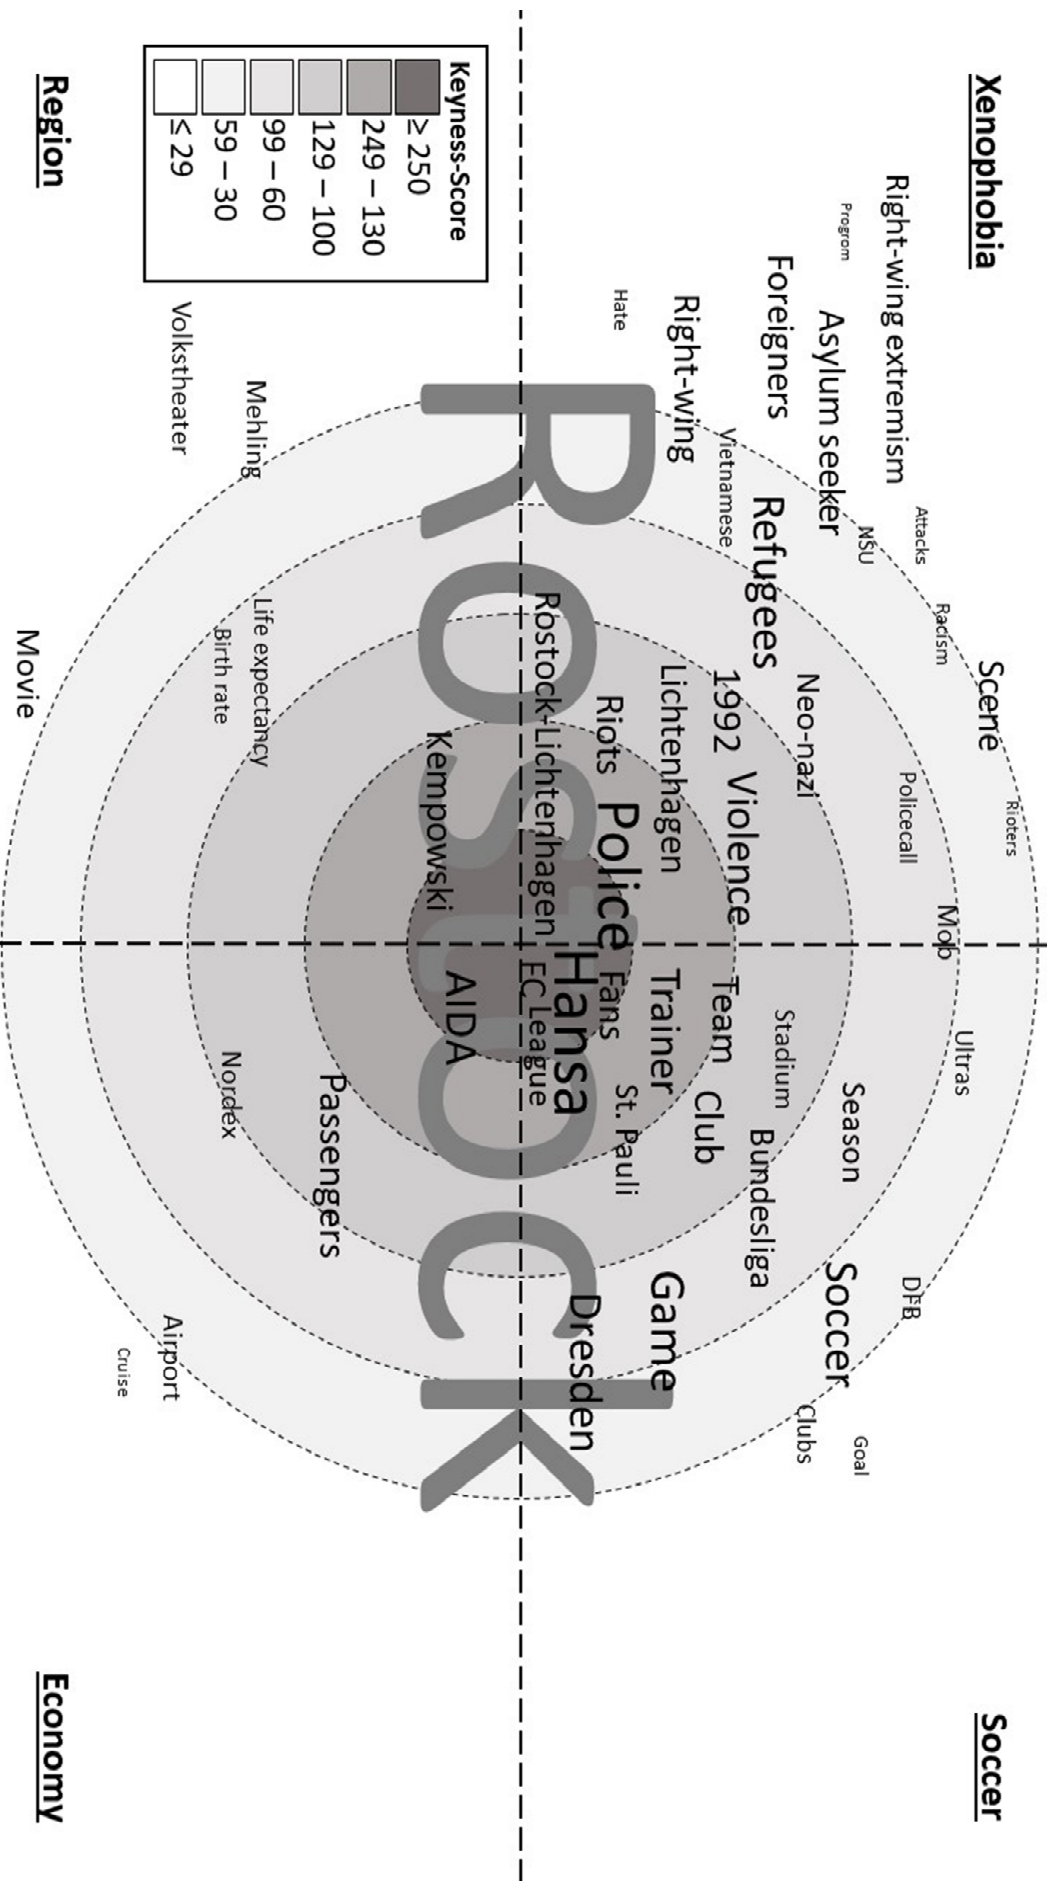 Xenophobia
Soccer
Right-wing extremism
Progrom
Attacks
NSU
Racism
Scene
Rioters
Asylum seeker
Foreigners
Hate
Right-wing
Vietnamese
Refugees
Neo-nazi
Policecall
Mob
1992
Violence
Lichtenhagen
Riots
Police
Rostock-Lichtenhagen
Ultras
Season
Stadium
DFB
Soccer
Goal
Clubs
Team
Club
Bundesliga
Trainer
Fans
St. Pauli
Game
Hansa
EC League
Dresden
Rostock
Keyness-Score
≥ 250
249 – 130
129 – 100
99 – 60
59 – 30
≤ 29
Kempowski
AIDA
Passengers
Mehling
Life expectancy
Birth rate
Nordex
Volkstheater
Airport
Cruise
Movie
Region
Economy